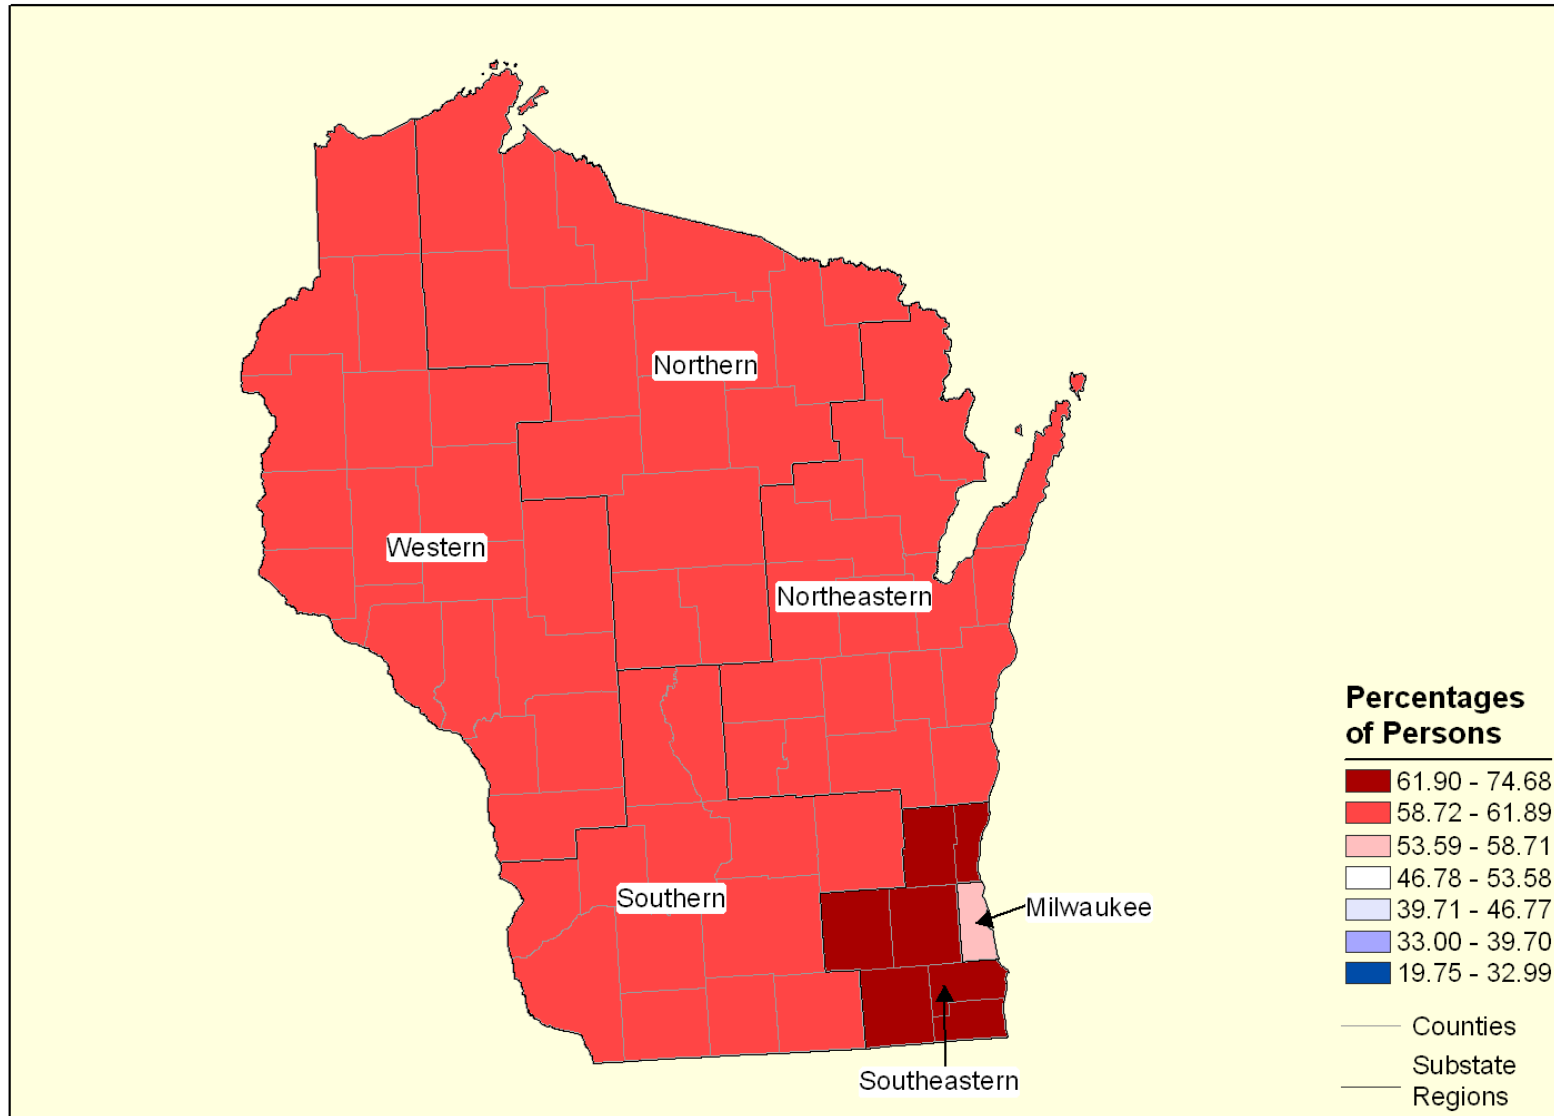 Northern
Western
Northeastern
Southern
Milwaukee
Southeastern
Percentages
of Persons
61.90 - 74.68
58.72 - 61.89
53.59 - 58.71
46.78 - 53.58
39.71 - 46.77
33.00 - 39.70
19.75 - 32.99
Counties
Substate
Regions